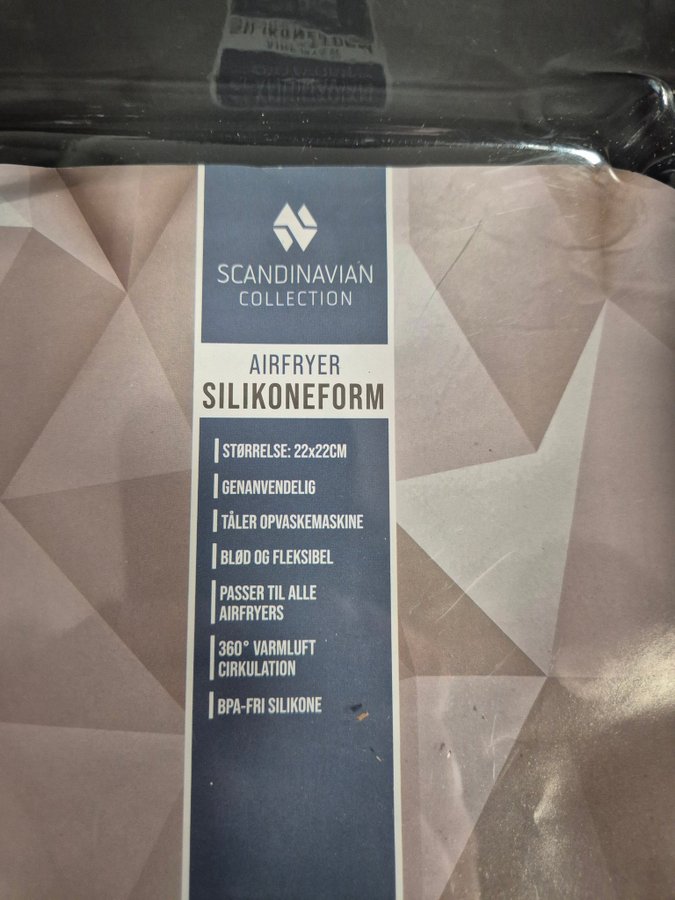 SCANDINAVIAN
COLLECTION
AIRFRYER
SILIKONEFORM
STØRRELSE: 22x22CM
GENANVENDELIG
TÅLER OPVASKEMASKINE
BLØD OG FLEKSIBEL
PASSER TIL ALLE
AIRFRYERS
360° VARMLUFT
CIRKULATION
BPA-FRI SILIKONE